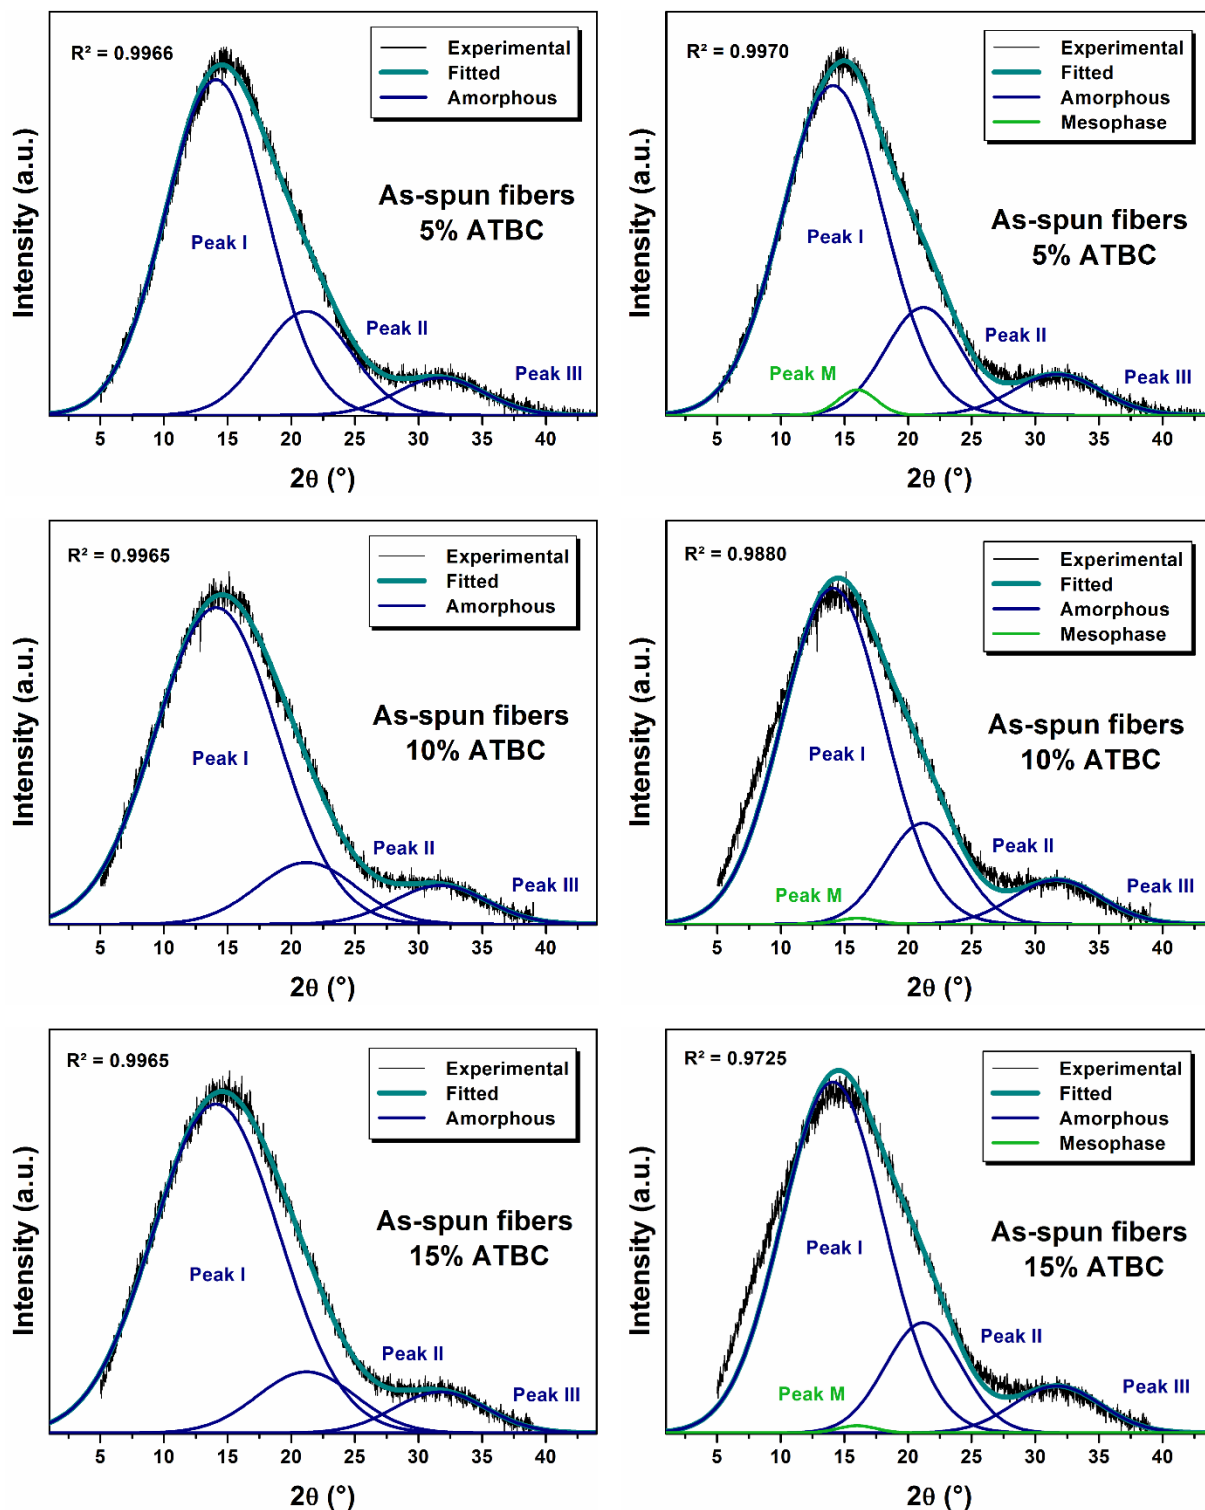 R² = 0.9966
Experimental
Fitted
Amorphous
As-spun fibers
5% ATBC
Peak I
Peak II
Peak III
Intensity (a.u.)
5 10 15 20 25 30 35 40
2θ (°)
R² = 0.9970
Experimental
Fitted
Amorphous
Mesophase
As-spun fibers
5% ATBC
Peak I
Peak II
Peak M
Peak III
Intensity (a.u.)
5 10 15 20 25 30 35 40
2θ (°)
R² = 0.9965
Experimental
Fitted
Amorphous
As-spun fibers
10% ATBC
Peak I
Peak II
Peak III
Intensity (a.u.)
5 10 15 20 25 30 35 40
2θ (°)
R² = 0.9880
Experimental
Fitted
Amorphous
Mesophase
As-spun fibers
10% ATBC
Peak I
Peak II
Peak M
Peak III
Intensity (a.u.)
5 10 15 20 25 30 35 40
2θ (°)
R² = 0.9965
Experimental
Fitted
Amorphous
As-spun fibers
15% ATBC
Peak I
Peak II
Peak III
Intensity (a.u.)
5 10 15 20 25 30 35 40
2θ (°)
R² = 0.9725
Experimental
Fitted
Amorphous
Mesophase
As-spun fibers
15% ATBC
Peak I
Peak II
Peak M
Peak III
Intensity (a.u.)
5 10 15 20 25 30 35 40
2θ (°)